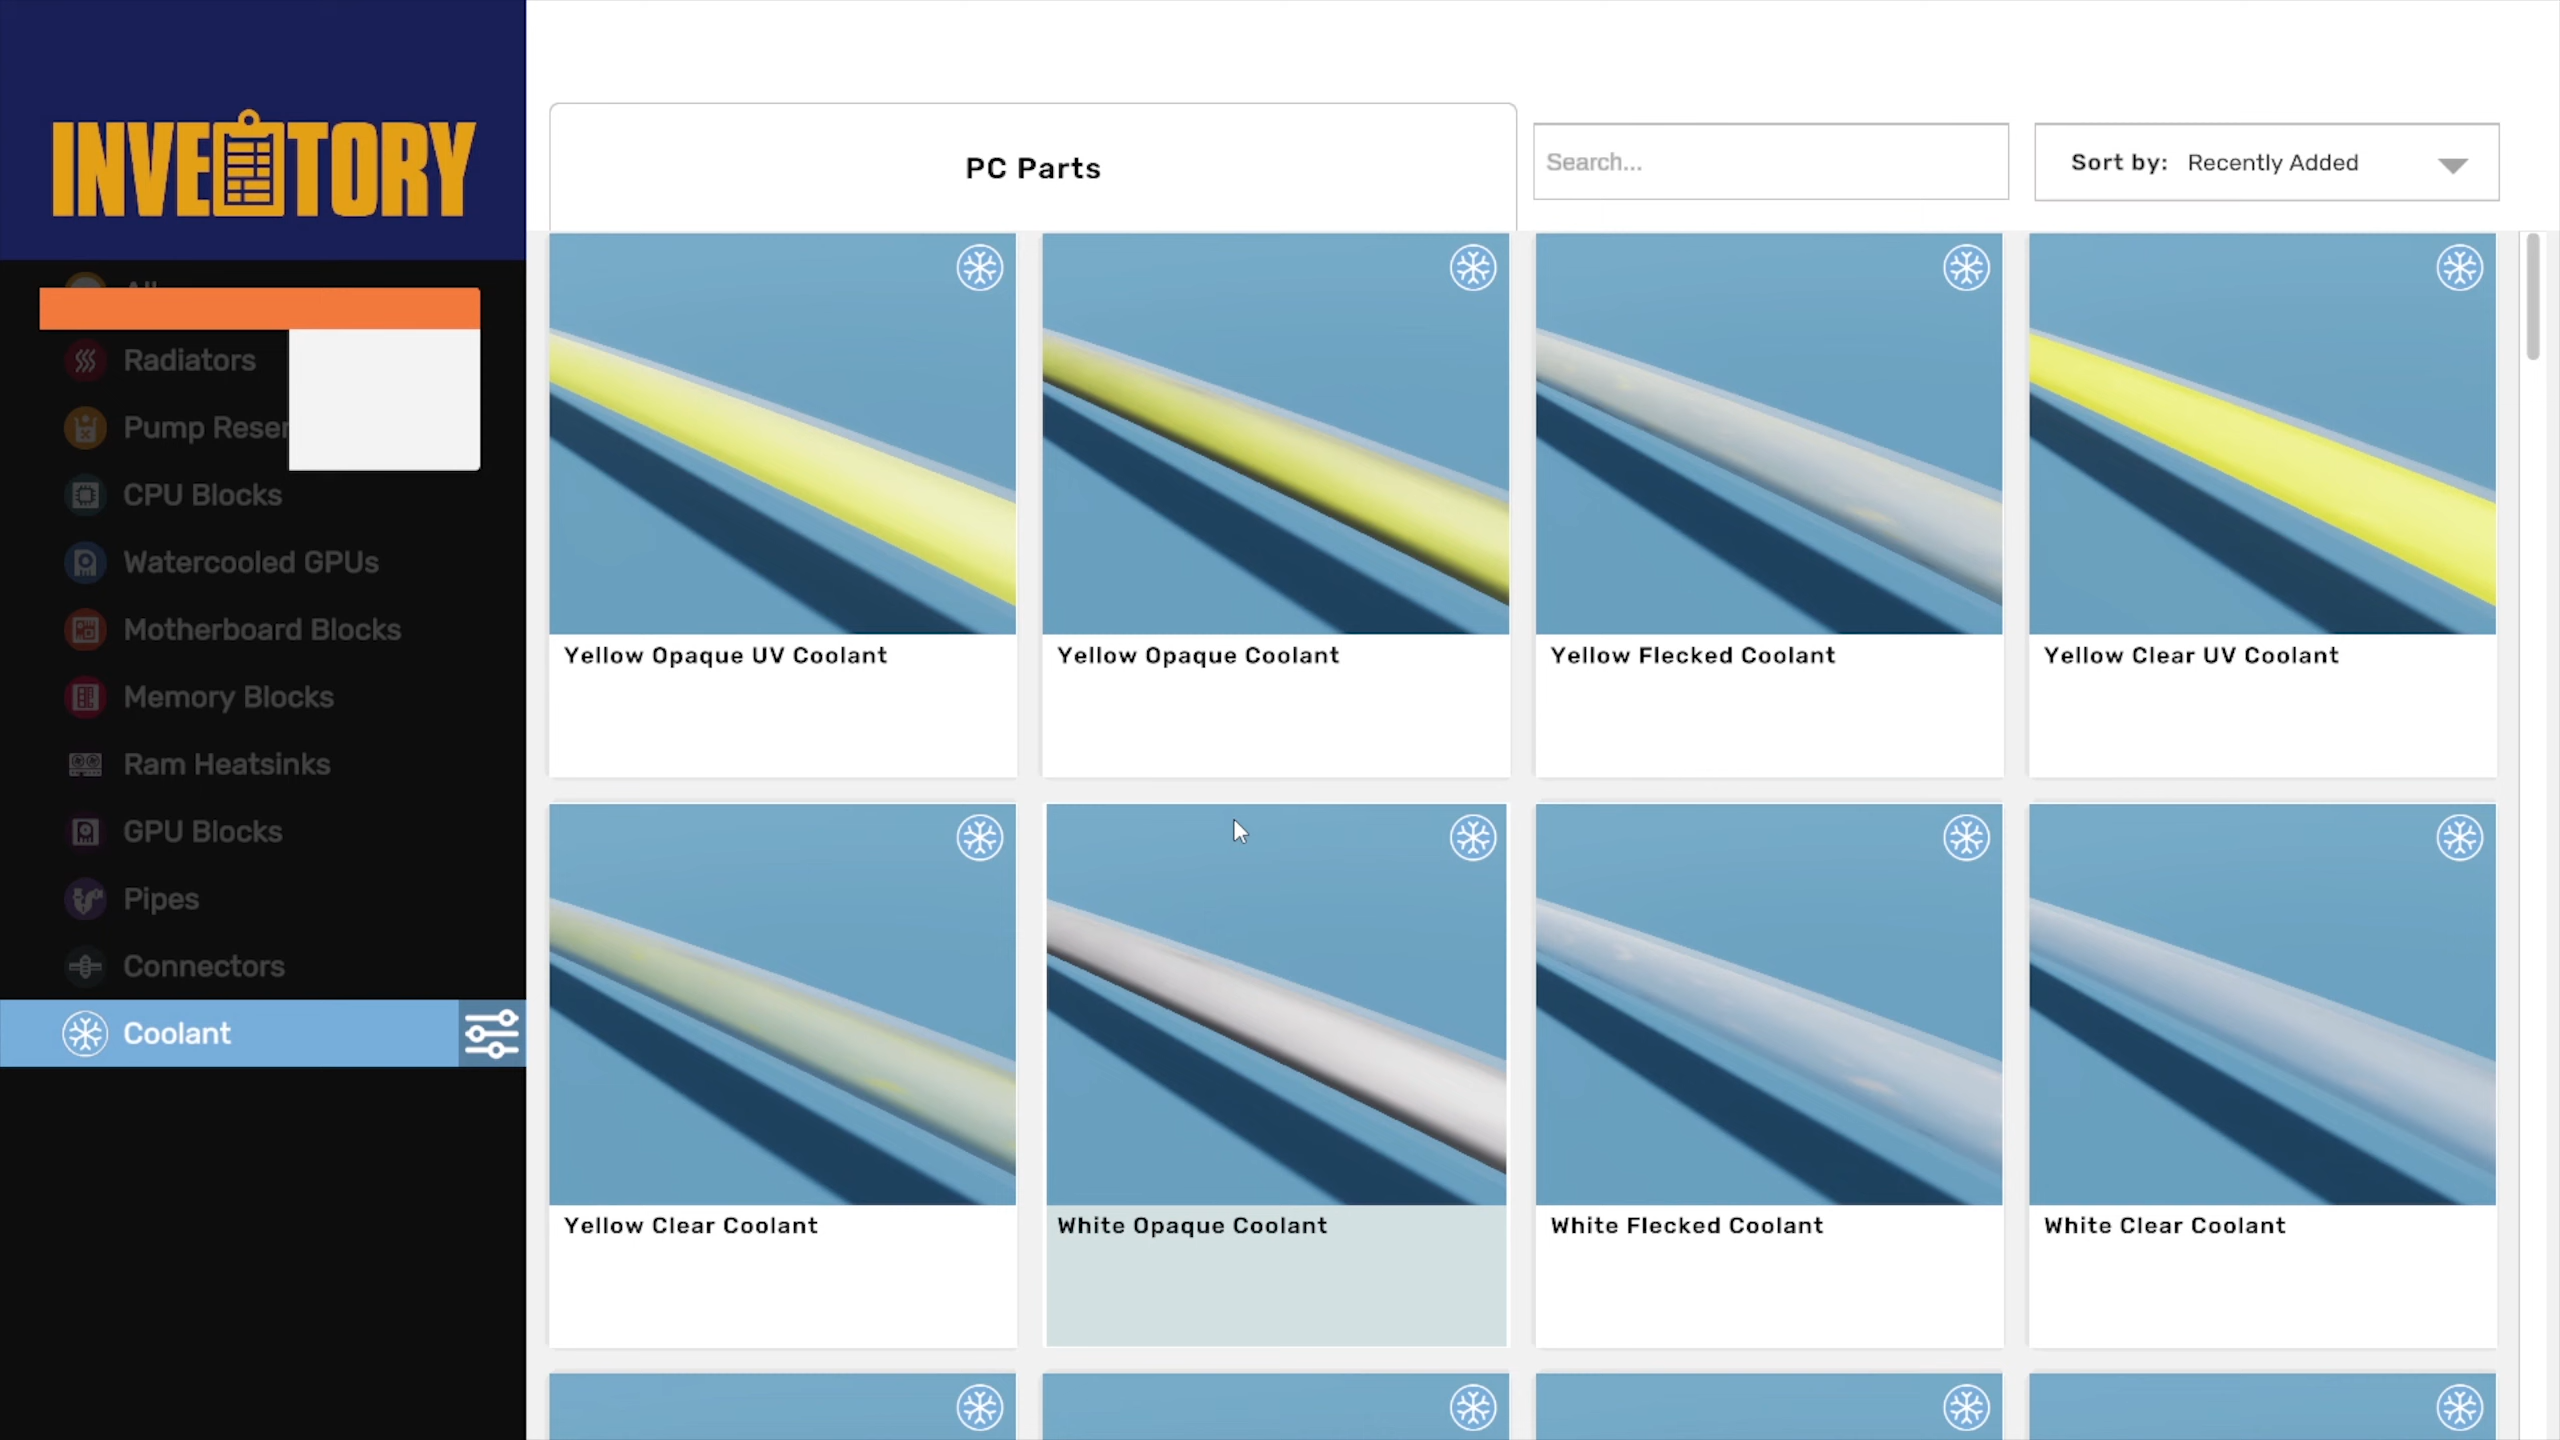 INVENTORY
PC Parts
Search...
Sort by: Recently Added
Radiators
Pump Reser
CPU Blocks
Watercooled GPUs
Motherboard Blocks
Memory Blocks
Ram Heatsinks
GPU Blocks
Pipes
Connectors
Coolant
Yellow Opaque UV Coolant
Yellow Opaque Coolant
Yellow Flecked Coolant
Yellow Clear UV Coolant
Yellow Clear Coolant
White Opaque Coolant
White Flecked Coolant
White Clear Coolant